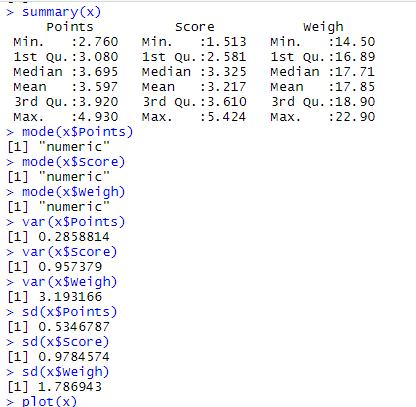 > summary(x)
     Points          Score           Weigh
 Min.   :2.760   Min.   :1.513   Min.   :14.50
 1st Qu.:3.080   1st Qu.:2.581   1st Qu.:16.89
 Median :3.695   Median :3.325   Median :17.71
 Mean   :3.597   Mean   :3.217   Mean   :17.85
 3rd Qu.:3.920   3rd Qu.:3.610   3rd Qu.:18.90
 Max.   :4.930   Max.   :5.424   Max.   :22.90
> mode(x$Points)
[1] "numeric"
> mode(x$Score)
[1] "numeric"
> mode(x$Weigh)
[1] "numeric"
> var(x$Points)
[1] 0.2858814
> var(x$Score)
[1] 0.957379
> var(x$Weigh)
[1] 3.193166
> sd(x$Points)
[1] 0.5346787
> sd(x$Score)
[1] 0.9784574
> sd(x$Weigh)
[1] 1.786943
> plot(x)